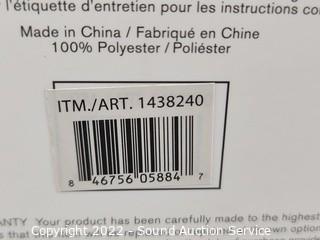 l'étiquette d'entretien pour les instructions
Made in China / Fabriqué en Chine
100% Polyester / Poliéster
ITM./ART. 1438240
8 46756 05884 7
ANTY Your product has been carefully made to the highest
Copyright 2022 - Sound Auction Service